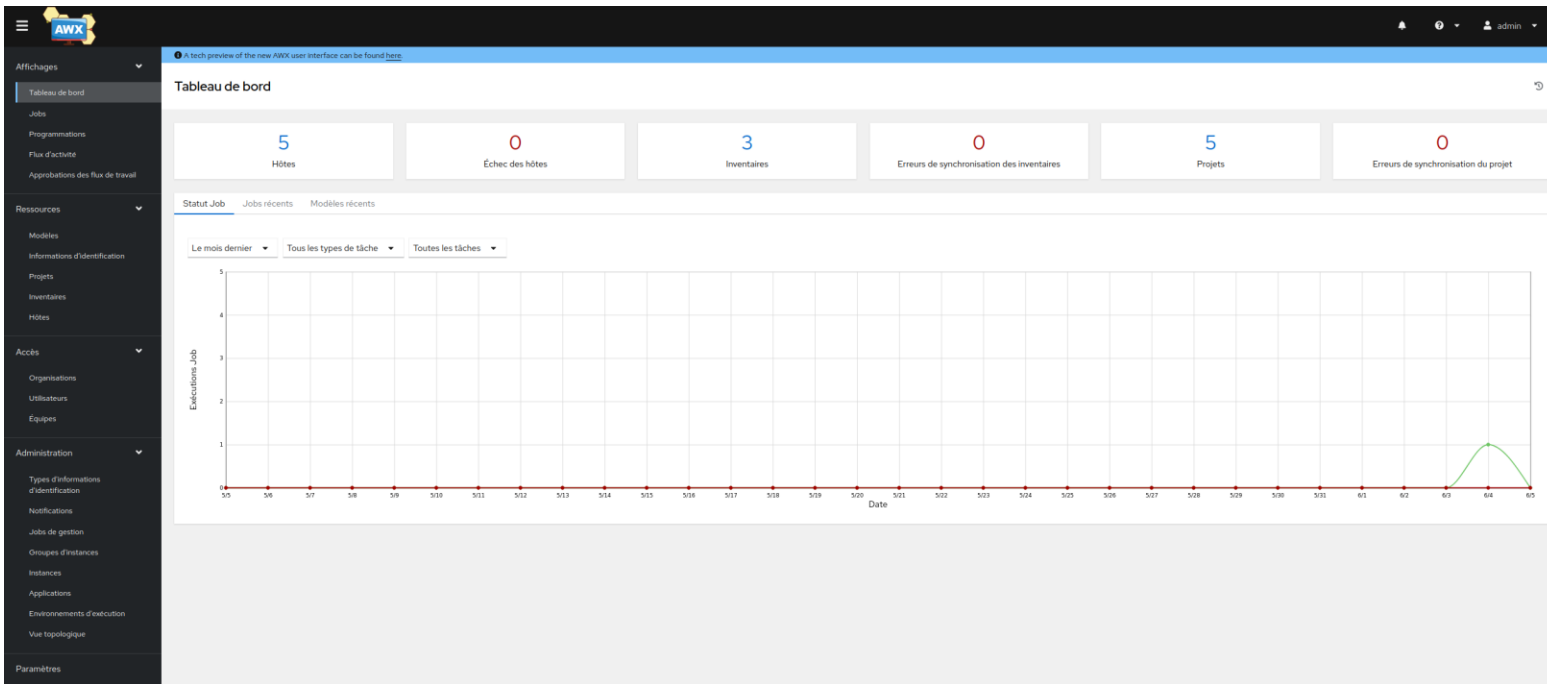 AWX
admin
A tech preview of the new AWX user interface can be found here.
Affichages
Tableau de bord
Jobs
Programmations
Flux d'activité
Approbations des flux de travail
Ressources
Modèles
Informations d'identification
Projets
Inventaires
Hôtes
Accès
Organisations
Utilisateurs
Équipes
Administration
Types d'informations
d'identification
Notifications
Jobs de gestion
Groupes d'instances
Instances
Applications
Environnements d'exécution
Vue topologique
Paramètres
Tableau de bord
5
Hôtes
0
Échec des hôtes
3
Inventaires
0
Erreurs de synchronisation des inventaires
5
Projets
0
Erreurs de synchronisation du projet
Statut Job Jobs récents Modèles récents
Le mois dernier Tous les types de tâche Toutes les tâches
5
4
3
2
1
0
Exécutions Job
5/5 5/6 5/7 5/8 5/9 5/10 5/11 5/12 5/13 5/14 5/15 5/16 5/17 5/18 5/19 5/20 5/21 5/22 5/23 5/24 5/25 5/26 5/27 5/28 5/29 5/30 5/31 6/1 6/2 6/3 6/4 6/5
Date